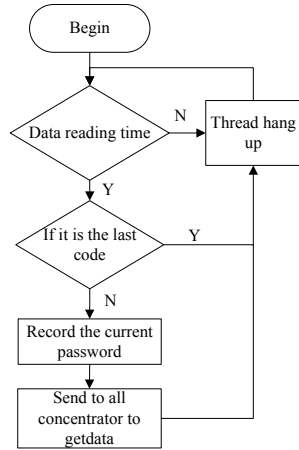 Begin
Data reading time
N
Thread hang
up
Y
If it is the last
code
Y
N
Record the current
password
Send to all
concentrator to
getdata